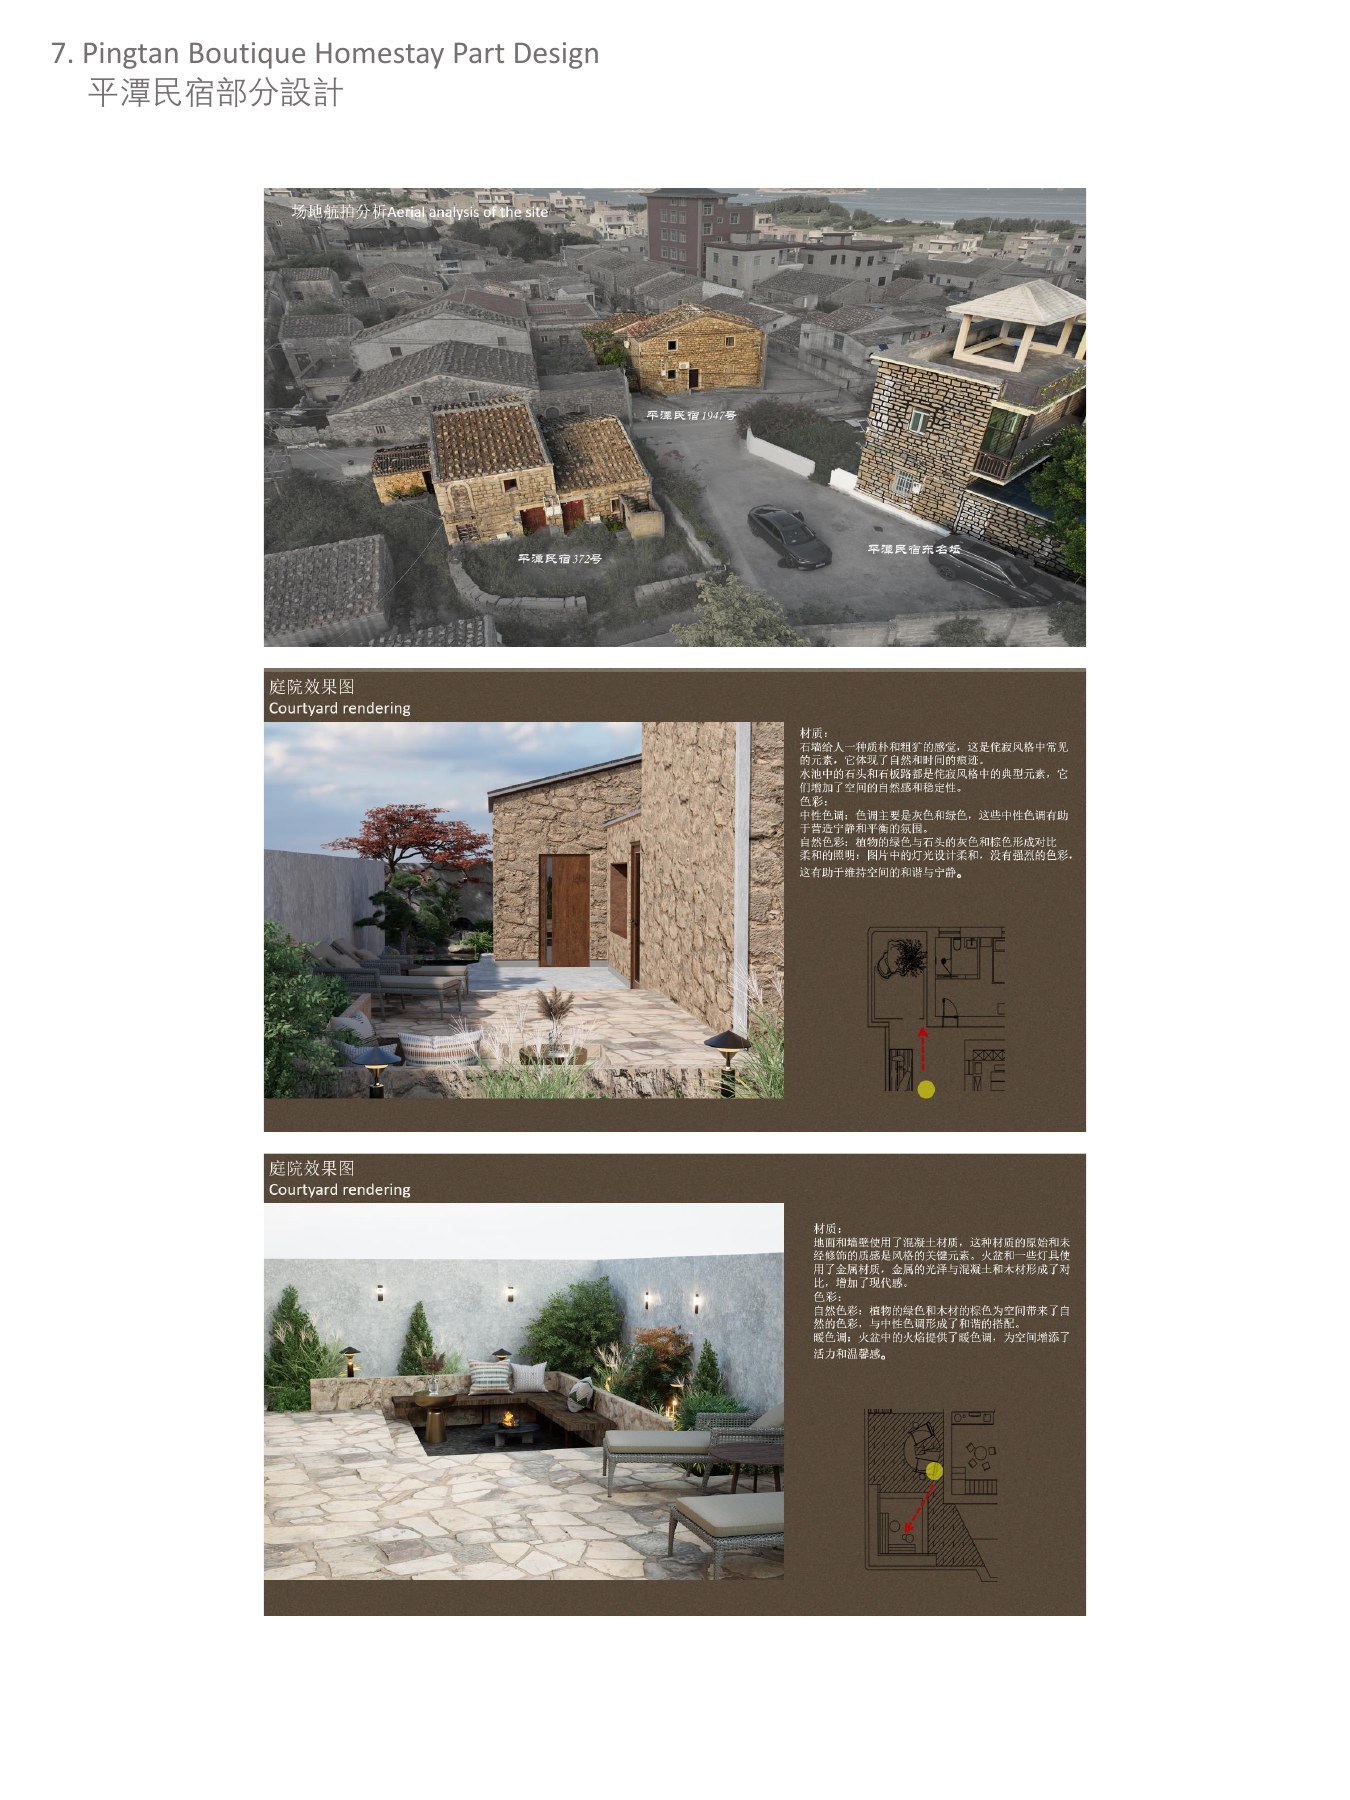 7. Pingtan Boutique Homestay Part Design
平潭民宿部分設計
场地航拍分析Aerial analysis of the site
平潭民宿1947号
平潭民宿372号
平潭民宿东名坛
庭院效果图
Courtyard rendering
材质：
石墙给人一种质朴和粗犷的感觉，这是侘寂风格中常见
的元素，它体现了自然和时间的痕迹。
水池中的石头和石板路都是侘寂风格中的典型元素，它
们增加了空间的自然感和稳定性。
色彩：
中性色调：色调主要是灰色和绿色，这些中性色调有助
于营造宁静和平衡的氛围。
自然色彩：植物的绿色与石头的灰色和棕色形成对比
柔和的照明：图片中的灯光设计柔和，没有强烈的色彩，
这有助于维持空间的和谐与宁静。
庭院效果图
Courtyard rendering
材质：
地面和墙壁使用了混凝土材质，这种材质的原始和未
经修饰的质感是风格的关键元素。火盆和一些灯具使
用了金属材质，金属的光泽与混凝土和木材形成了对
比，增加了现代感。
色彩：
自然色彩：植物的绿色和木材的棕色为空间带来了自
然的色彩，与中性色调形成了和谐的搭配。
暖色调：火盆中的火焰提供了暖色调，为空间增添了
活力和温馨感。